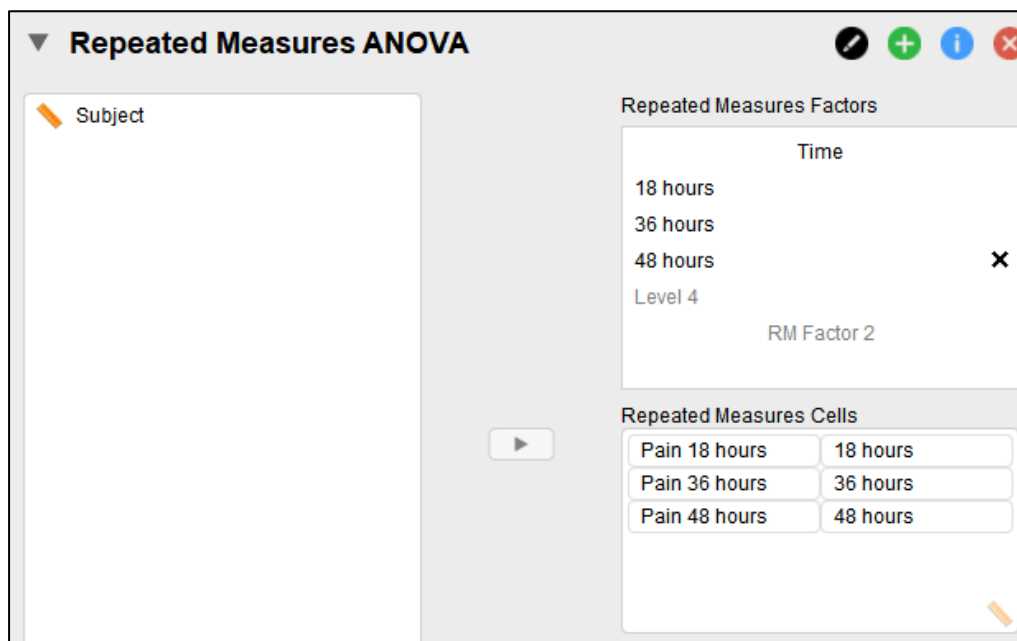 Repeated Measures ANOVA
Subject
Repeated Measures Factors
Time
18 hours
36 hours
48 hours
Level 4
RM Factor 2
Repeated Measures Cells
Pain 18 hours 18 hours
Pain 36 hours 36 hours
Pain 48 hours 48 hours